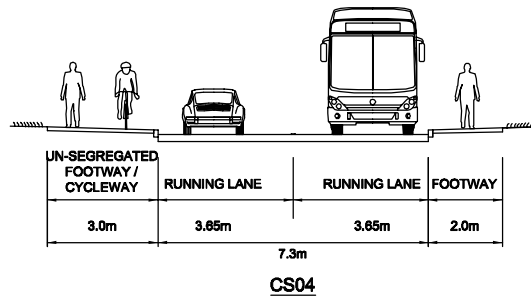 UN-SEGREGATED
FOOTWAY /
CYCLEWAY
RUNNING LANE
RUNNING LANE
FOOTWAY
3.0m
3.65m
3.65m
2.0m
7.3m
CS04